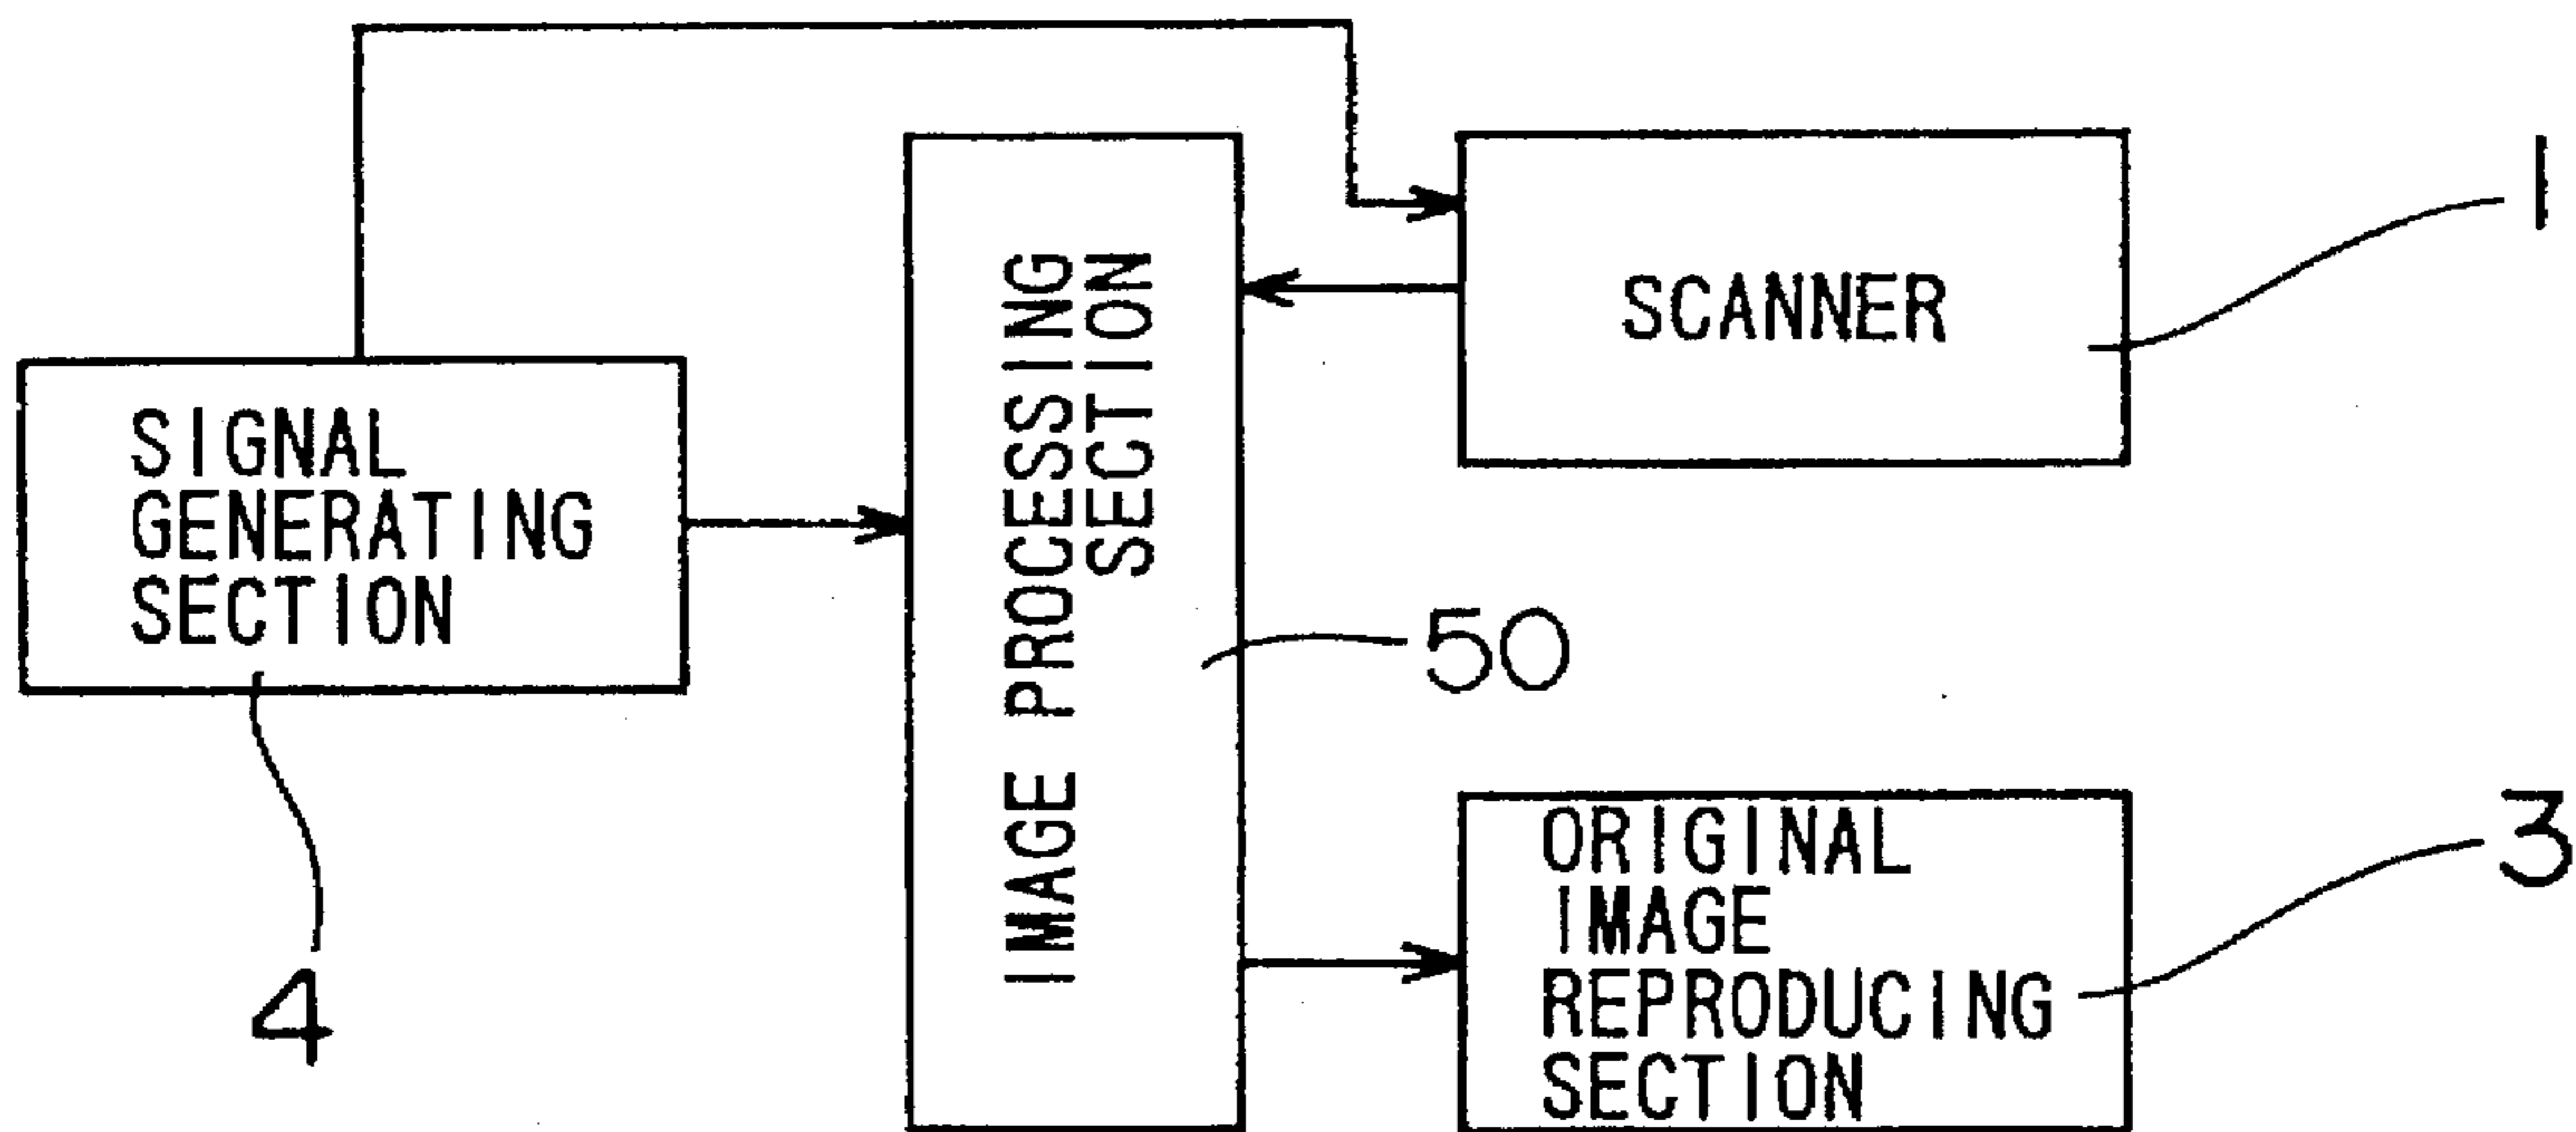 SIGNAL
GENERATING
SECTION
4
IMAGE PROCESSING
SECTION
50
SCANNER
1
ORIGINAL
IMAGE
REPRODUCING
SECTION
3